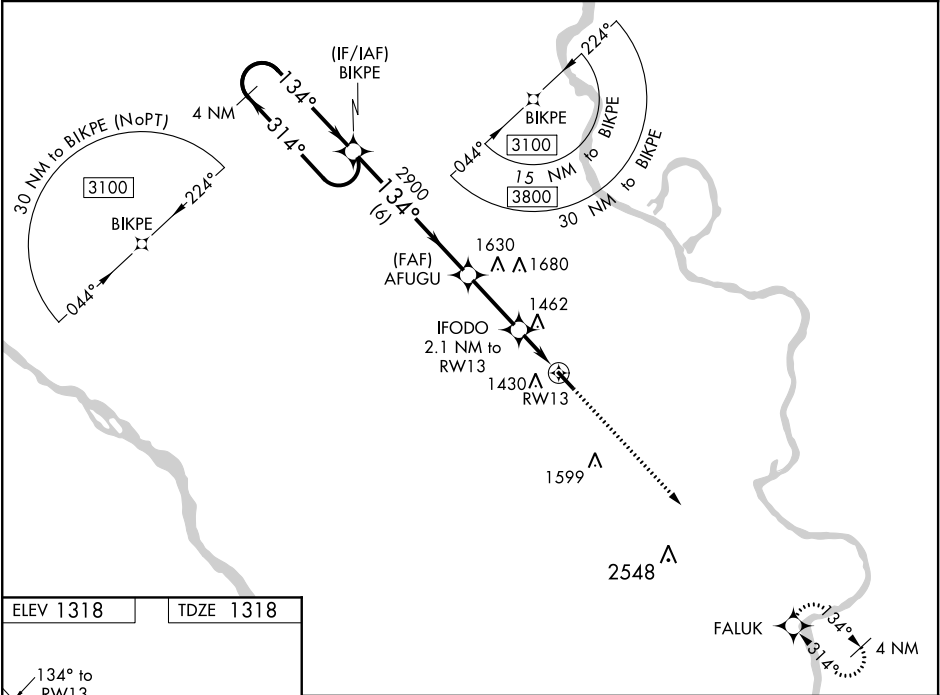 (IF/IAF)
BIKPE
134°
314°
4 NM
30 NM to BIKPE (NoPT)
3100
BIKPE
224°
044°
224°
BIKPE
3100
044°
15 NM to BIKPE
3800
30 NM to BIKPE
2900
134°
(6)
(FAF)
AFUGU
1630
1680
1462
IFODO
2.1 NM to
RW13
1430
RW13
1599
2548
FALUK
134°
314°
4 NM
ELEV 1318
TDZE 1318
134° to
RW13